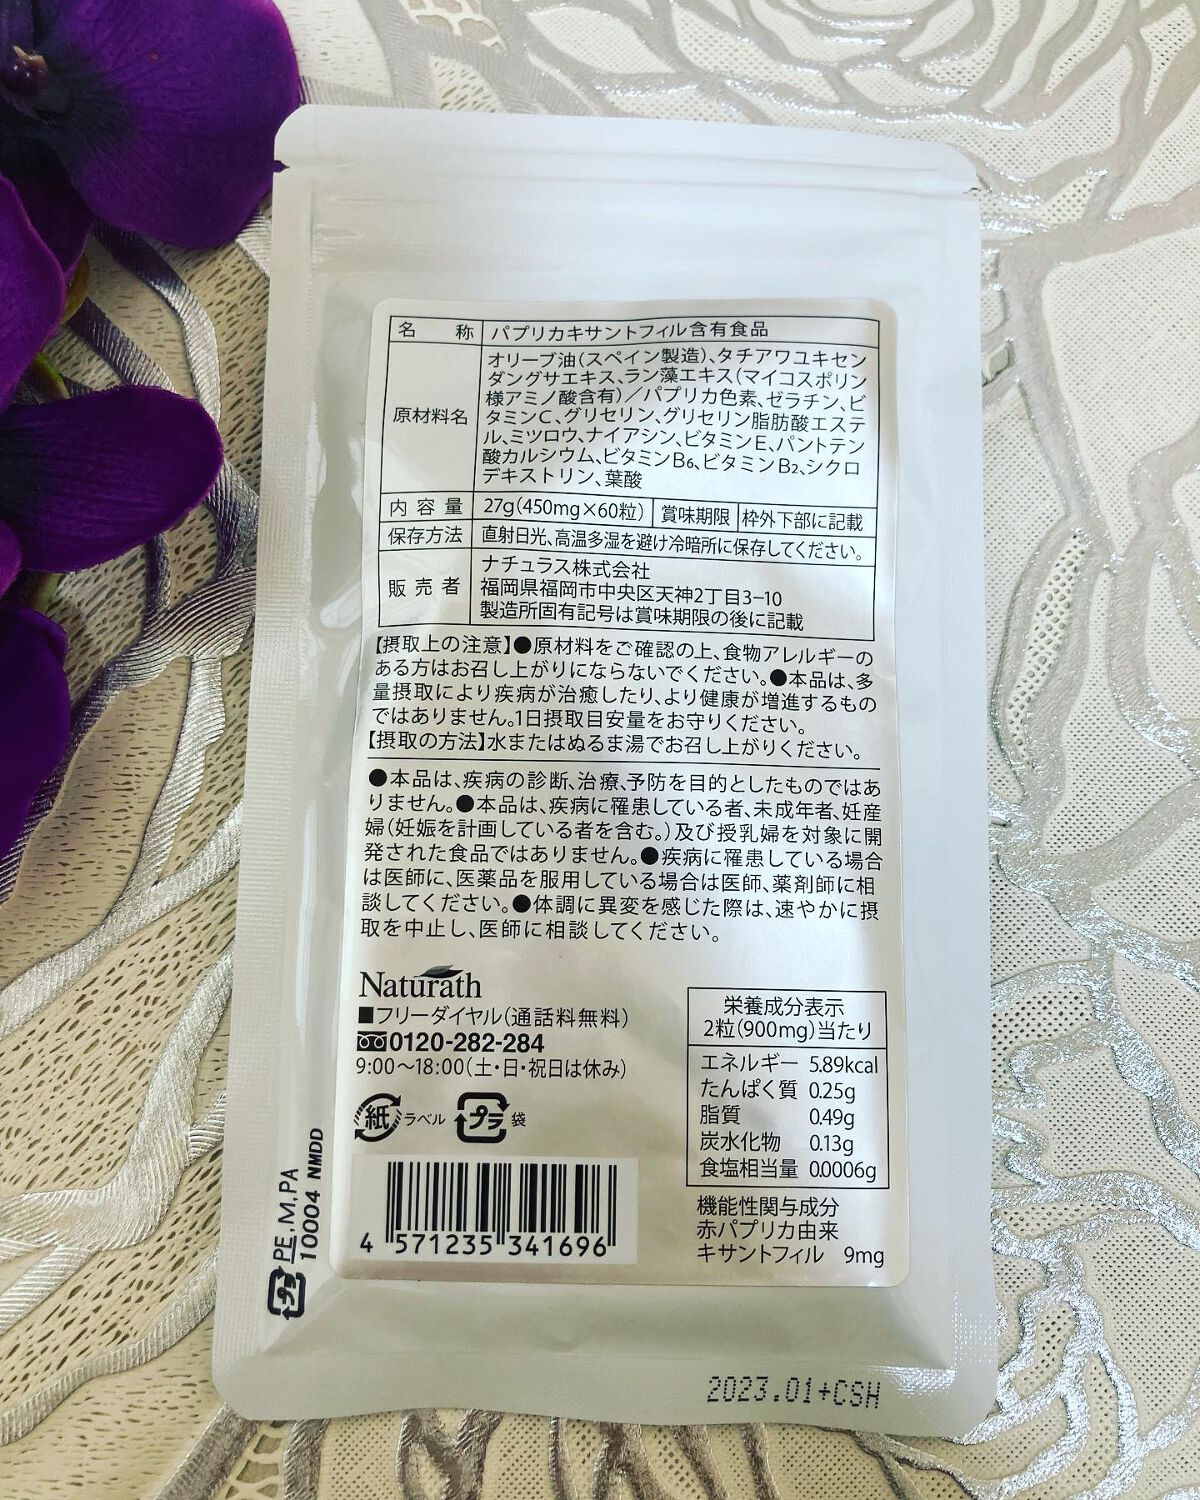 名称 パプリカキサントフィル含有食品
原材料名 オリーブ油(スペイン製造)、タチアワユキセン
ダングサエキス、ラン藻エキス(マイコスポリン
様アミノ酸含有)/パプリカ色素、ゼラチン、ビ
タミンC、グリセリン、グリセリン脂肪酸エステ
ル、ミツロウ、ナイアシン、ビタミンE、パントテン
酸カルシウム、ビタミンB6、ビタミンB2、シクロ
デキストリン、葉酸
内容量 27g(450mg×60粒) 賞味期限 枠外下部に記載
保存方法 直射日光、高温多湿を避け冷暗所に保存してください。
販売者 ナチュラス株式会社
福岡県福岡市中央区天神2丁目3−10
製造所固有記号は賞味期限の後に記載
【摂取上の注意】●原材料をご確認の上、食物アレルギーの
ある方はお召し上がりにならないでください。●本品は、多
量摂取により疾病が治癒したり、より健康が増進するもの
ではありません。1日摂取目安量をお守りください。
【摂取の方法】水またはぬるま湯でお召し上がりください。
●本品は、疾病の診断、治療、予防を目的としたものではあ
りません。●本品は、疾病に罹患している者、未成年者、妊産
婦(妊娠を計画している者を含む。)及び授乳婦を対象に開
発された食品ではありません。●疾病に罹患している場合
は医師に、医薬品を服用している場合は医師、薬剤師に相
談してください。●体調に異変を感じた際は、速やかに摂
取を中止し、医師に相談してください。
Naturath
■フリーダイヤル(通話料無料)
0120-282-284
9:00〜18:00(土・日・祝日は休み)
紙 ラベル プラ 袋
4 571235 341696
栄養成分表示
2粒(900mg)当たり
エネルギー 5.89kcal
たんぱく質 0.25g
脂質 0.49g
炭水化物 0.13g
食塩相当量 0.0006g
機能性関与成分
赤パプリカ由来
キサントフィル 9mg
プラ PE,M,PA
10004 NMDD
2023.01+CSH